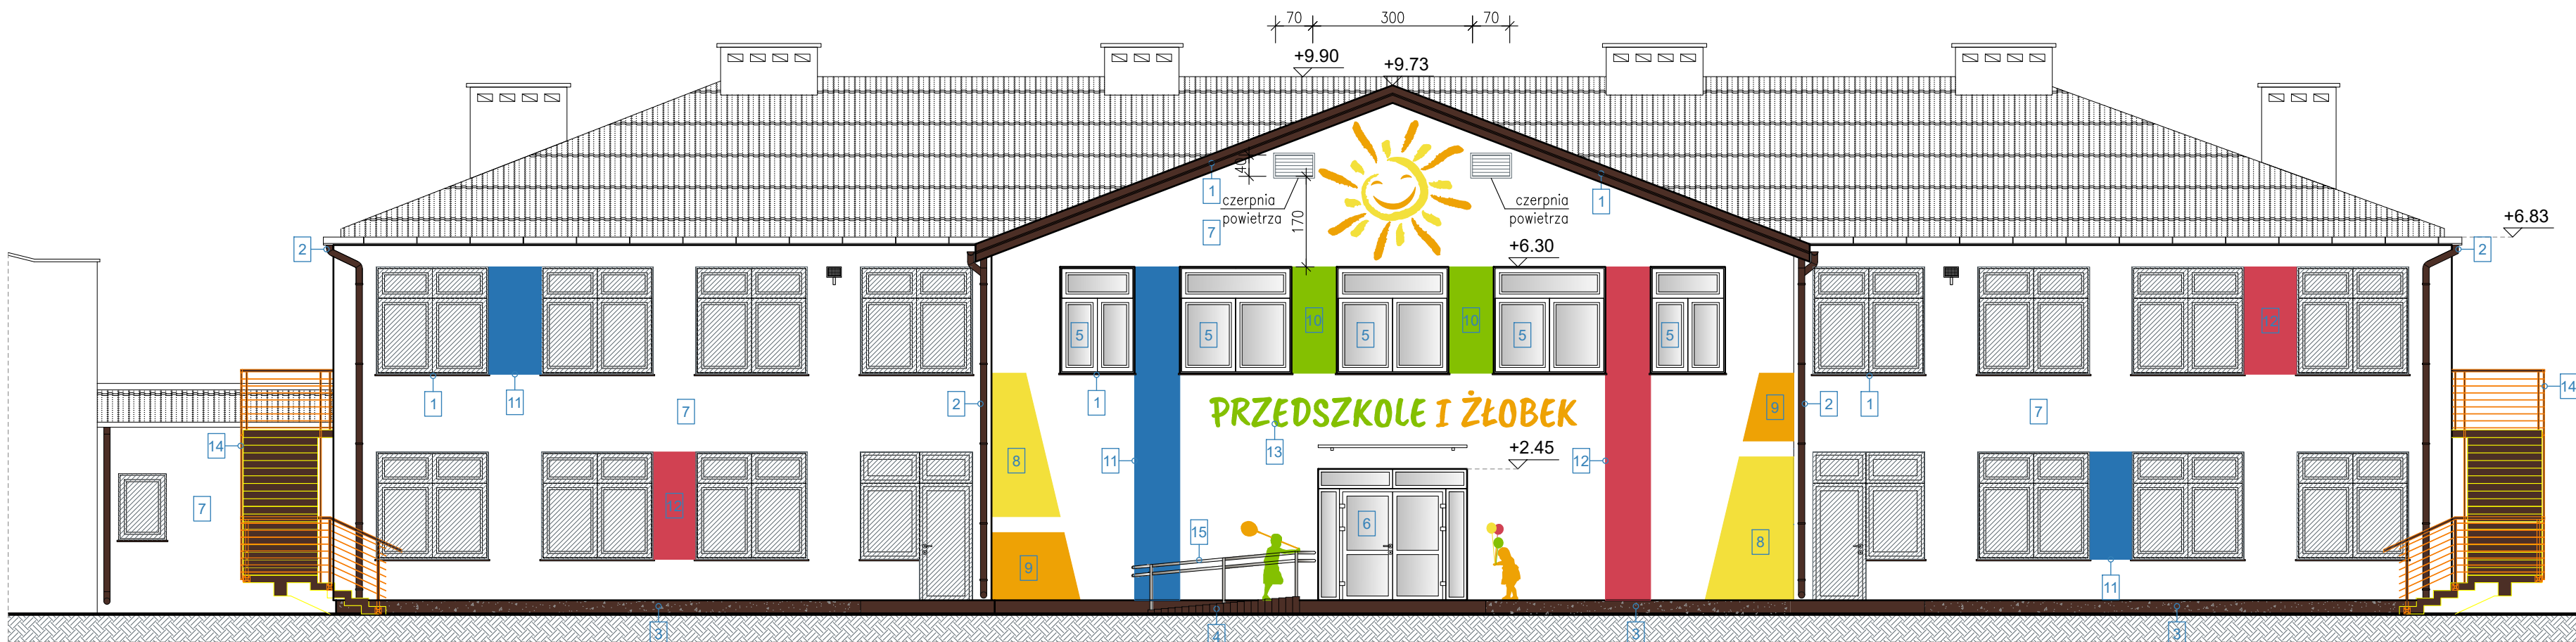 70 300 70
+9.90
+9.73
40
1
1
czerpnia
powietrza
czerpnia
powietrza
7
170
+6.83
2
2
+6.30
5 5 10 5 10 5 5
12
1 11 7 2 1 2 1 7 14
9
PRZEDSZKOLE I ŻŁOBEK
14
13
+2.45
8 11 12
7 12 15 6 8
9
11
3 4 3 3